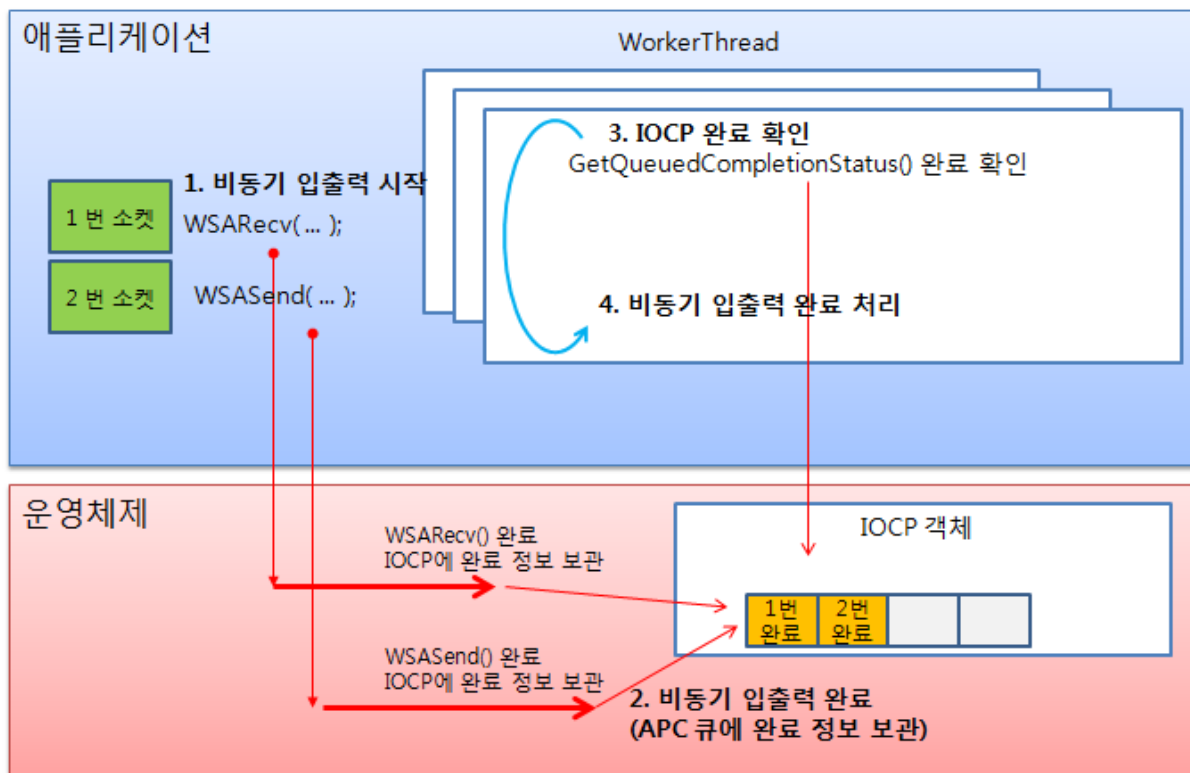 애플리케이션
WorkerThread
3. IOCP 완료 확인
GetQueuedCompletionStatus() 완료 확인
1. 비동기 입출력 시작
1 번 소켓
WSARecv( ... );
2 번 소켓
WSASend( ... );
4. 비동기 입출력 완료 처리
운영체제
IOCP 객체
WSARecv() 완료
IOCP에 완료 정보 보관
1번
완료
2번
완료
WSASend() 완료
IOCP에 완료 정보 보관
2. 비동기 입출력 완료
(APC 큐에 완료 정보 보관)